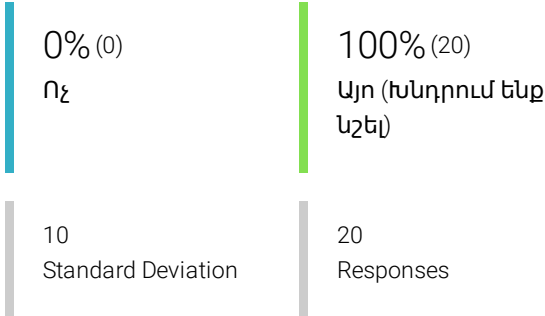 0% (0)
Ոչ
100% (20)
Այո (Խնդրում ենք
նշել)
10
Standard Deviation
20
Responses